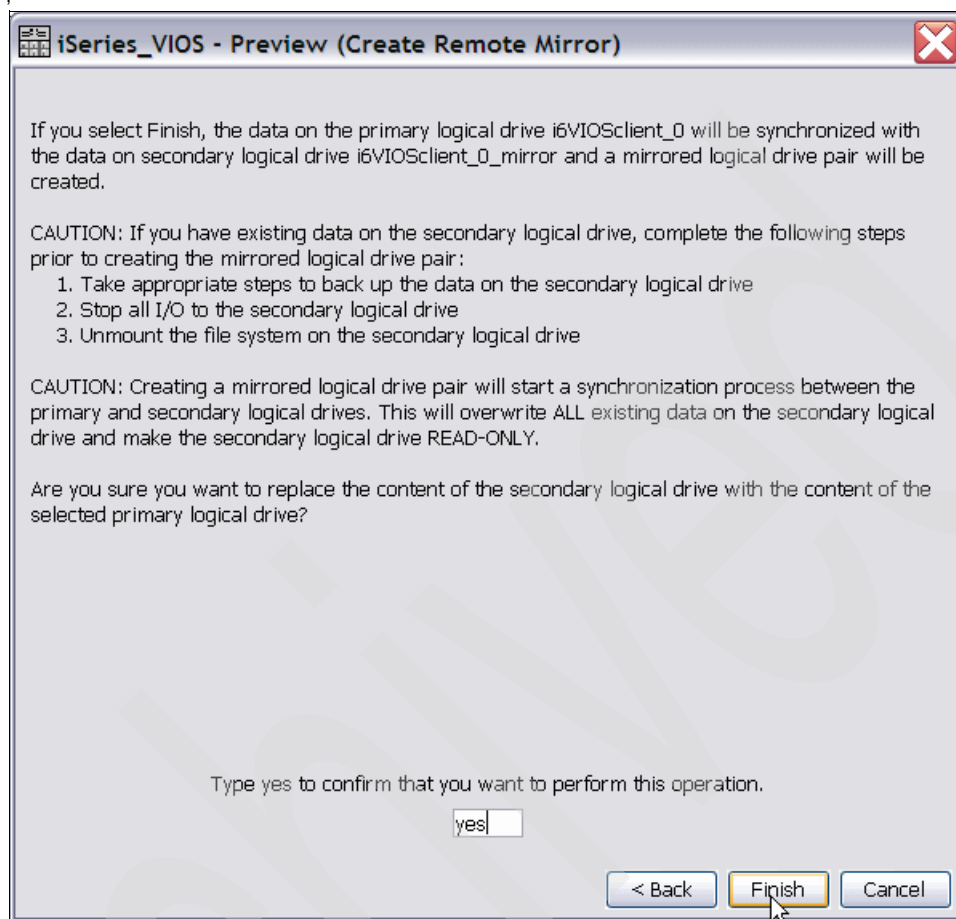 iSeries_VIOS - Preview (Create Remote Mirror)
If you select Finish, the data on the primary logical drive i6VIOSclient_0 will be synchronized with
the data on secondary logical drive i6VIOSclient_0_mirror and a mirrored logical drive pair will be
created.
CAUTION: If you have existing data on the secondary logical drive, complete the following steps
prior to creating the mirrored logical drive pair:
1. Take appropriate steps to back up the data on the secondary logical drive
2. Stop all I/O to the secondary logical drive
3. Unmount the file system on the secondary logical drive
CAUTION: Creating a mirrored logical drive pair will start a synchronization process between the
primary and secondary logical drives. This will overwrite ALL existing data on the secondary logical
drive and make the secondary logical drive READ-ONLY.
Are you sure you want to replace the content of the secondary logical drive with the content of the
selected primary logical drive?
Type yes to confirm that you want to perform this operation.
yes
< Back Finish Cancel